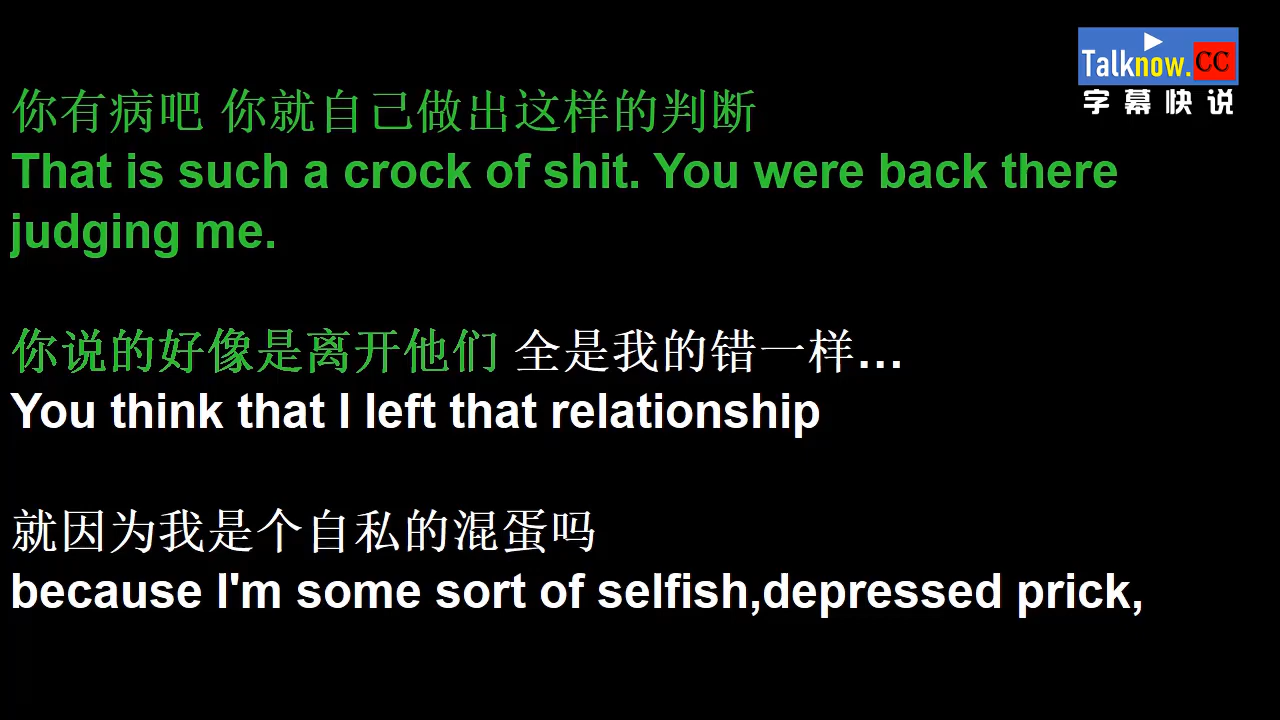 Talknow.CC
字幕快说
你有病吧 你就自己做出这样的判断
That is such a crock of shit. You were back there
judging me.
你说的好像是离开他们 全是我的错一样...
You think that I left that relationship
就因为我是个自私的混蛋吗
because I'm some sort of selfish,depressed prick,